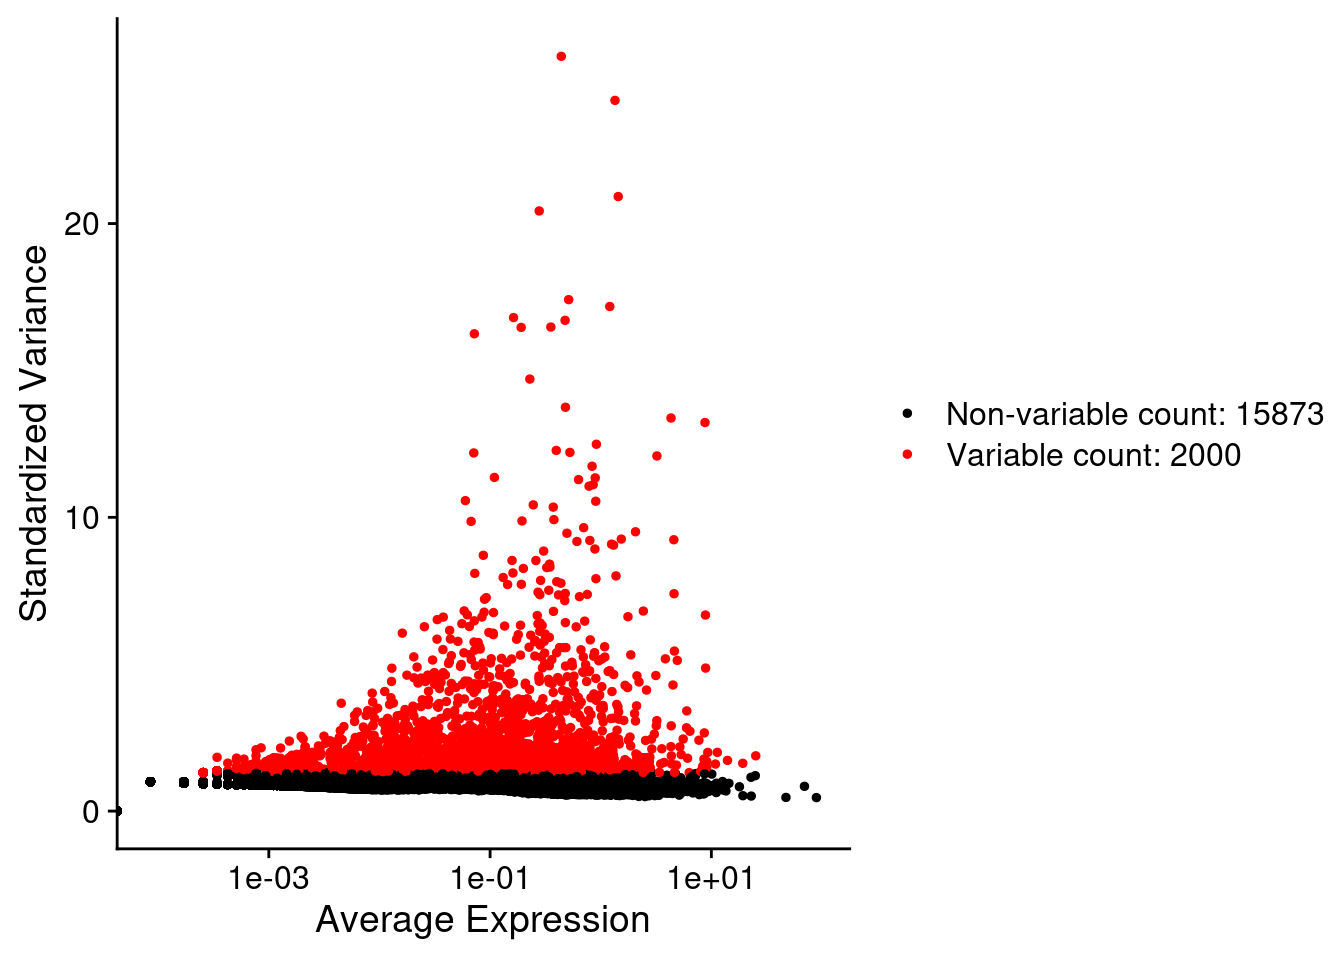 Standardized Variance
20
10
0
1e-03
1e-01
1e+01
Average Expression
Non-variable count: 15873
Variable count: 2000